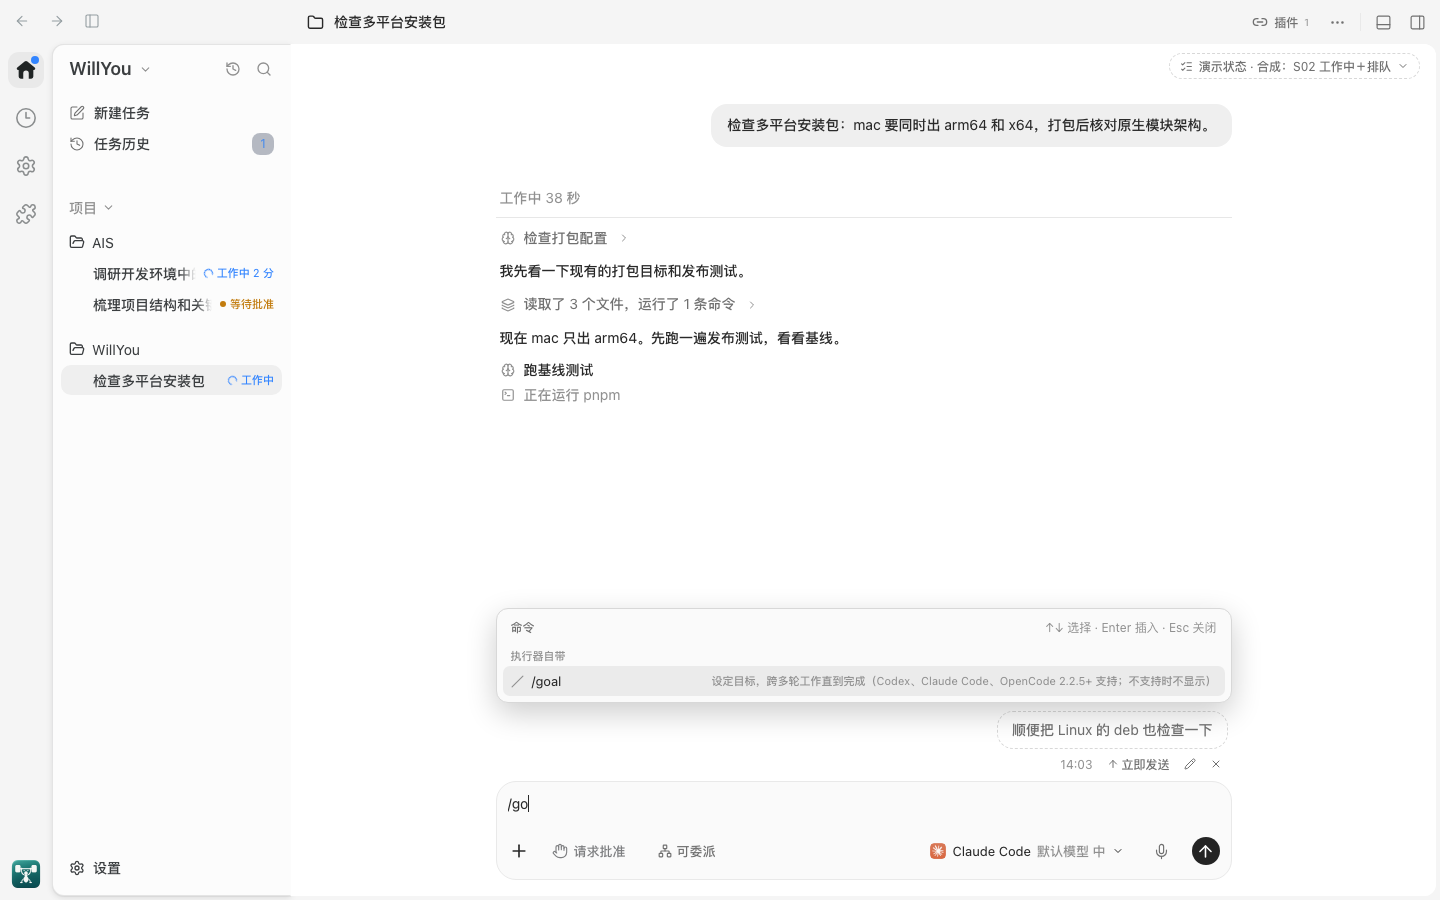 检查多平台安装包
插件 1
WillYou
演示状态 · 合成：S02 工作中+排队
新建任务
任务历史 1
检查多平台安装包：mac 要同时出 arm64 和 x64，打包后核对原生模块架构。
项目
AIS
调研开发环境中 工作中 2 分
梳理项目结构和关 等待批准
WillYou
检查多平台安装包 工作中
工作中 38 秒
检查打包配置
我先看一下现有的打包目标和发布测试。
读取了 3 个文件，运行了 1 条命令
现在 mac 只出 arm64。先跑一遍发布测试，看看基线。
跑基线测试
正在运行 pnpm
命令 ↑↓ 选择 · Enter 插入 · Esc 关闭
执行器自带
/goal 设定目标，跨多轮工作直到完成（Codex、Claude Code、OpenCode 2.2.5+ 支持；不支持时不显示）
顺便把 Linux 的 deb 也检查一下
14:03 ↑ 立即发送
/go
请求批准 可委派 Claude Code 默认模型 中
设置